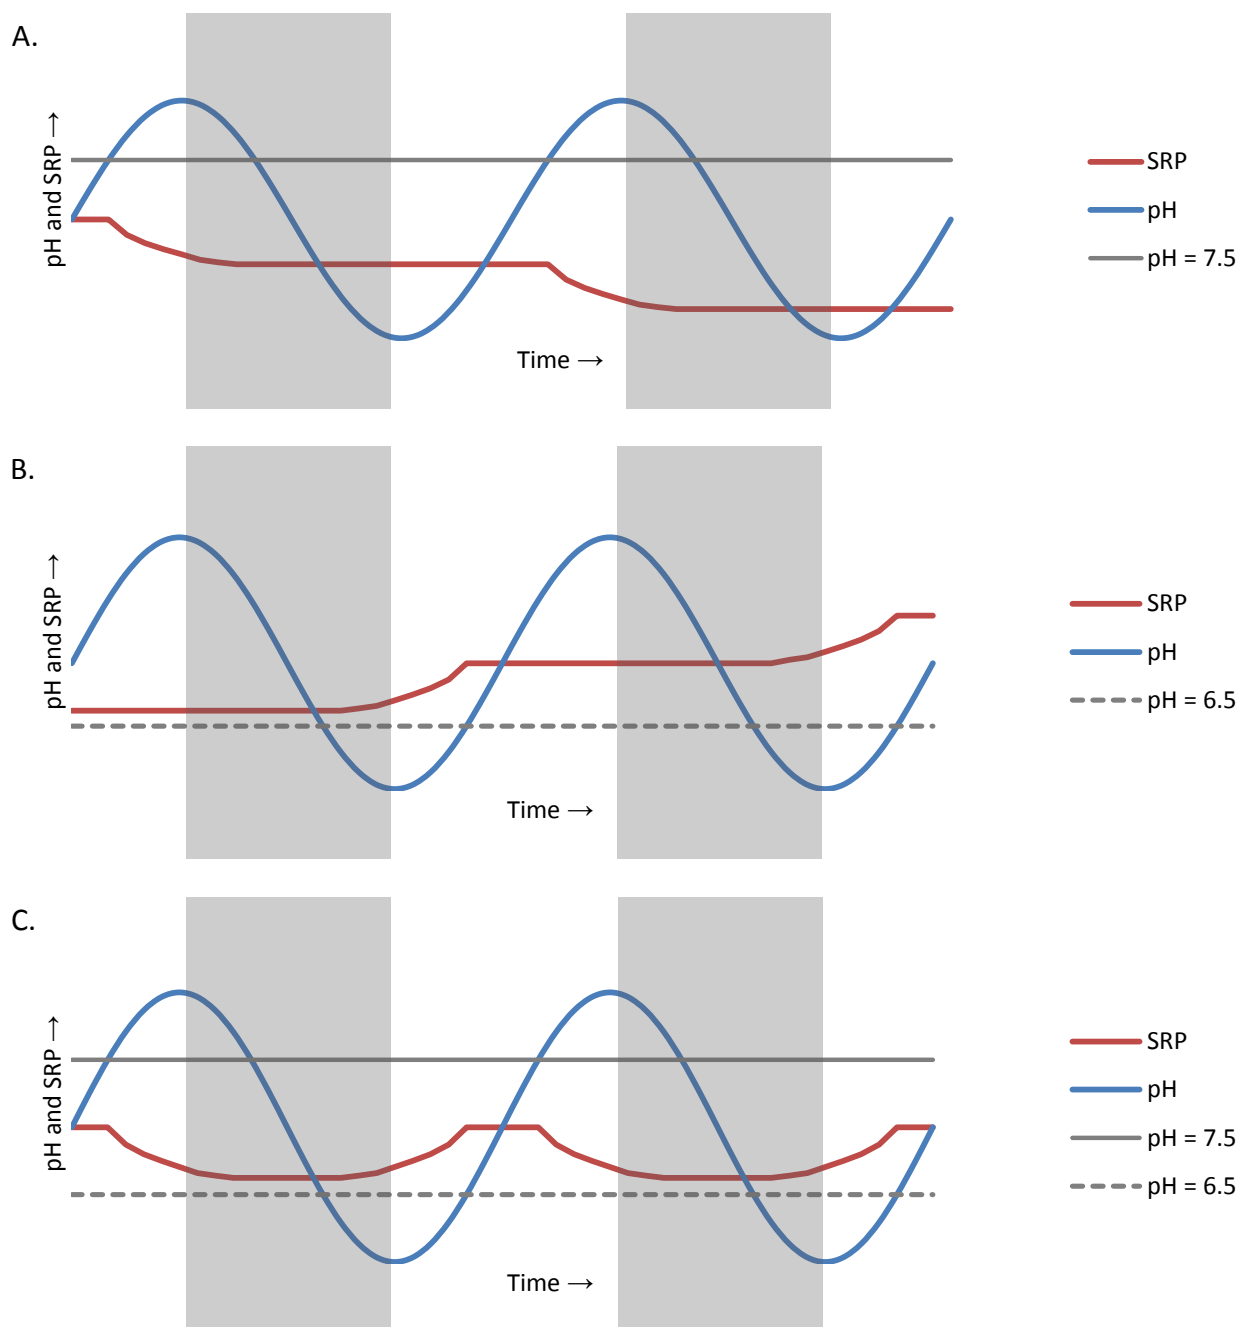 A.
pH and SRP →
Time →
SRP
pH
pH = 7.5
B.
pH and SRP →
Time →
SRP
pH
pH = 6.5
C.
pH and SRP →
Time →
SRP
pH
pH = 7.5
pH = 6.5